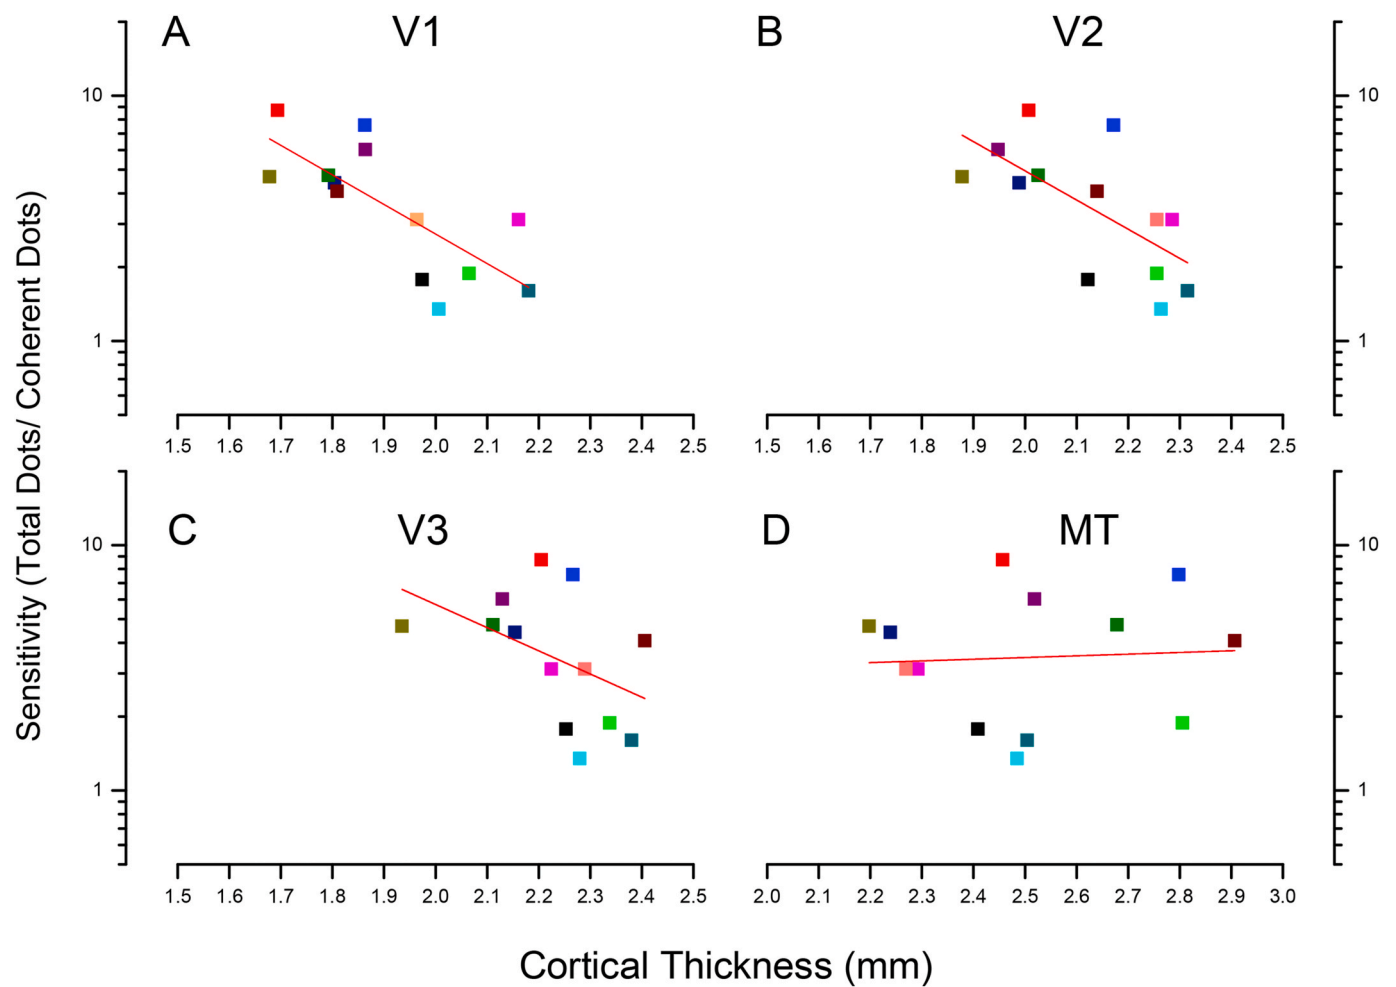 A
V1
B
V2
10
1
10
1
1.5 1.6 1.7 1.8 1.9 2.0 2.1 2.2 2.3 2.4 2.5
1.5 1.6 1.7 1.8 1.9 2.0 2.1 2.2 2.3 2.4 2.5
Sensitivity (Total Dots/ Coherent Dots)
C
V3
D
MT
10
1
10
1
1.5 1.6 1.7 1.8 1.9 2.0 2.1 2.2 2.3 2.4 2.5
2.0 2.1 2.2 2.3 2.4 2.5 2.6 2.7 2.8 2.9 3.0
Cortical Thickness (mm)